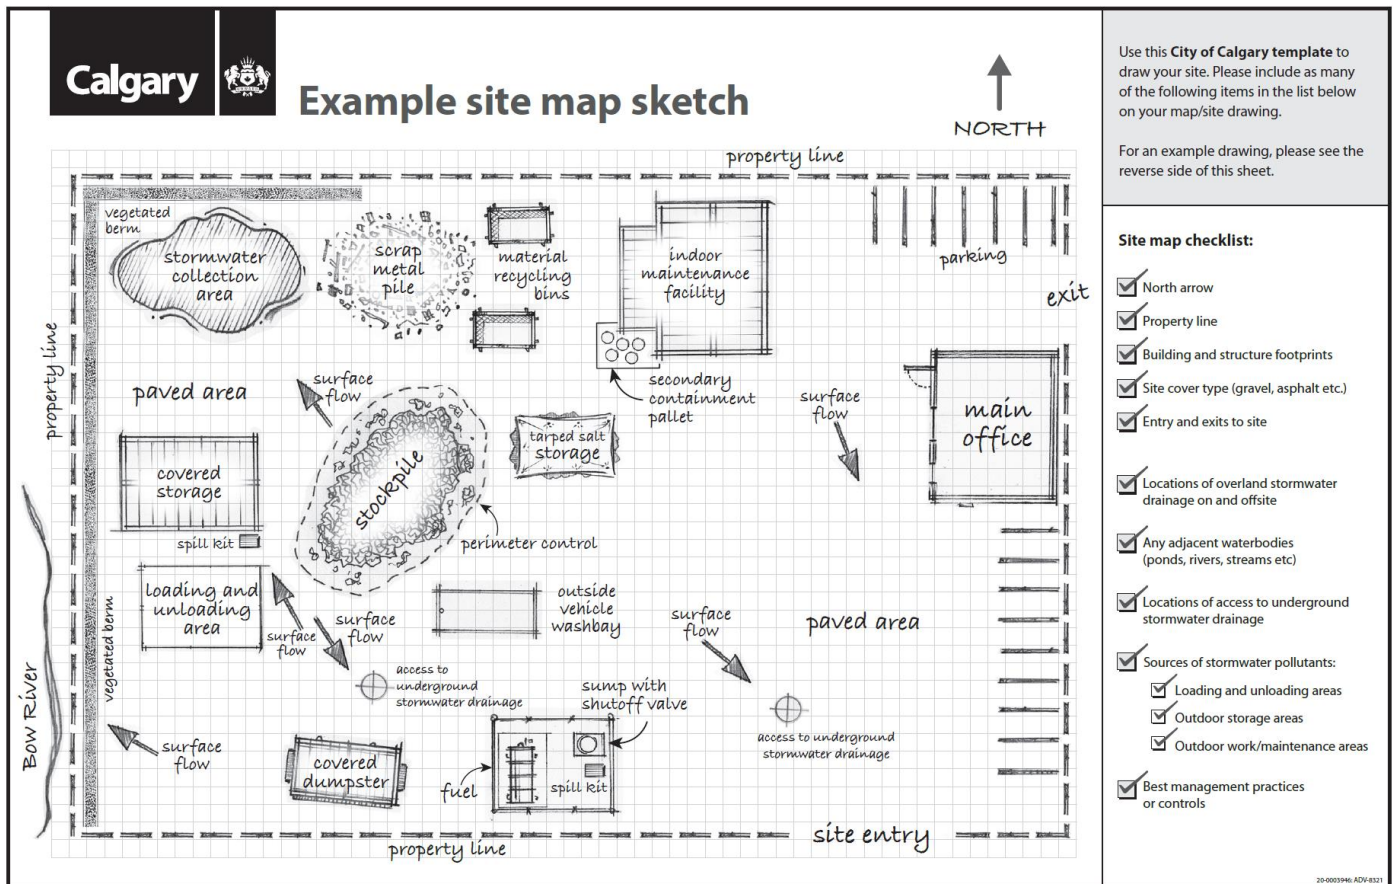 Calgary
Example site map sketch
NORTH
property line
vegetated
berm
stormwater
collection
area
scrap
metal
pile
material
recycling
bins
indoor
maintenance
facility
parking
exit
property line
paved area
surface
flow
secondary
containment
pallet
surface
flow
main
office
covered
storage
stockpile
tarped salt
storage
spill kit
perimeter control
loading and
unloading
area
surface
flow
surface
flow
outside
vehicle
washbay
surface
flow
paved area
vegetated berm
Bow River
access to
underground
stormwater drainage
sump with
shutoff valve
access to underground
stormwater drainage
surface
flow
covered
dumpster
fuel
spill kit
site entry
property line
Use this City of Calgary template to
draw your site. Please include as many
of the following items in the list below
on your map/site drawing.
For an example drawing, please see the
reverse side of this sheet.
Site map checklist:
North arrow
Property line
Building and structure footprints
Site cover type (gravel, asphalt etc.)
Entry and exits to site
Locations of overland stormwater
drainage on and offsite
Any adjacent waterbodies
(ponds, rivers, streams etc)
Locations of access to underground
stormwater drainage
Sources of stormwater pollutants:
Loading and unloading areas
Outdoor storage areas
Outdoor work/maintenance areas
Best management practices
or controls
20-0003946; ADV-8321